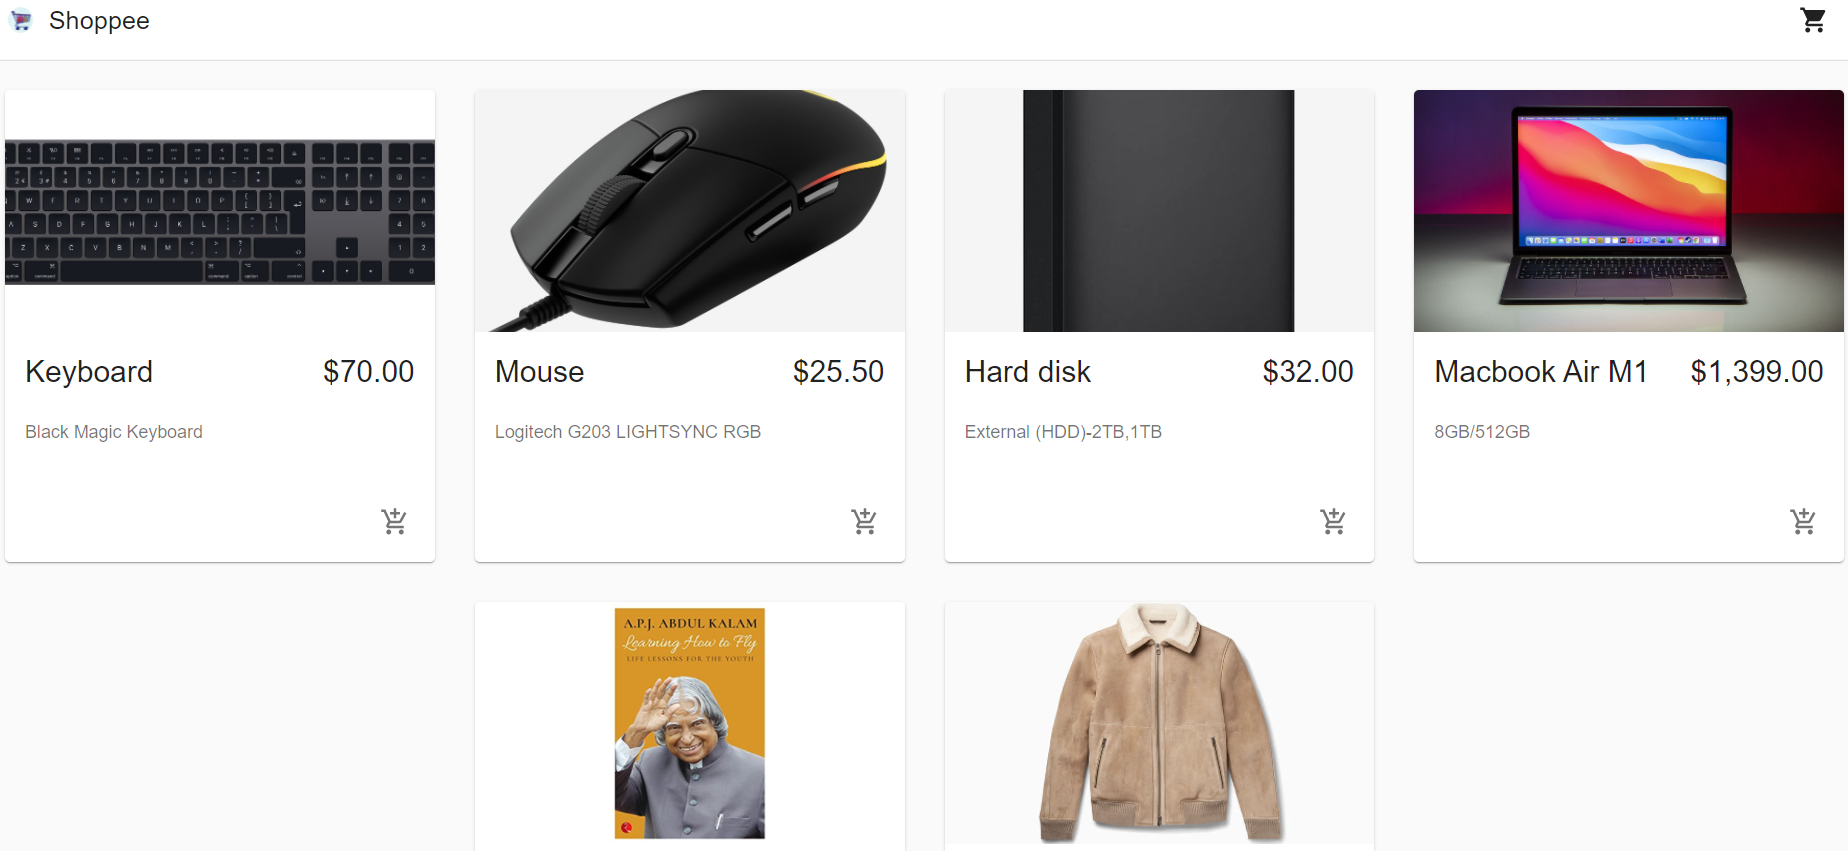 Shoppee
Keyboard $70.00
Black Magic Keyboard
Mouse $25.50
Logitech G203 LIGHTSYNC RGB
Hard disk $32.00
External (HDD)-2TB,1TB
Macbook Air M1 $1,399.00
8GB/512GB
A.P.J. ABDUL KALAM
Learning How to Fly
LIFE LESSONS FOR THE YOUTH